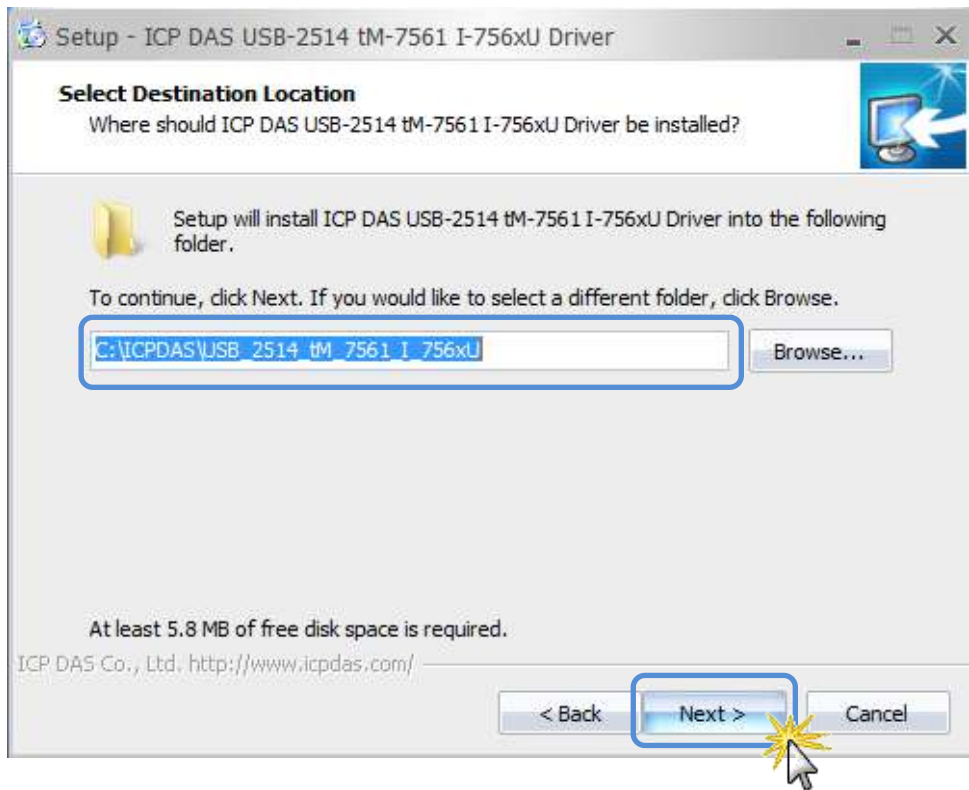 Setup - ICP DAS USB-2514 tM-7561 I-756xU Driver
Select Destination Location
Where should ICP DAS USB-2514 tM-7561 I-756xU Driver be installed?
Setup will install ICP DAS USB-2514 tM-7561 I-756xU Driver into the following
folder.
To continue, click Next. If you would like to select a different folder, click Browse.
C:\ICPDAS\USB_2514_tM_7561_I_756xU
Browse...
At least 5.8 MB of free disk space is required.
ICP DAS Co., Ltd. http://www.icpdas.com/
< Back Next > Cancel